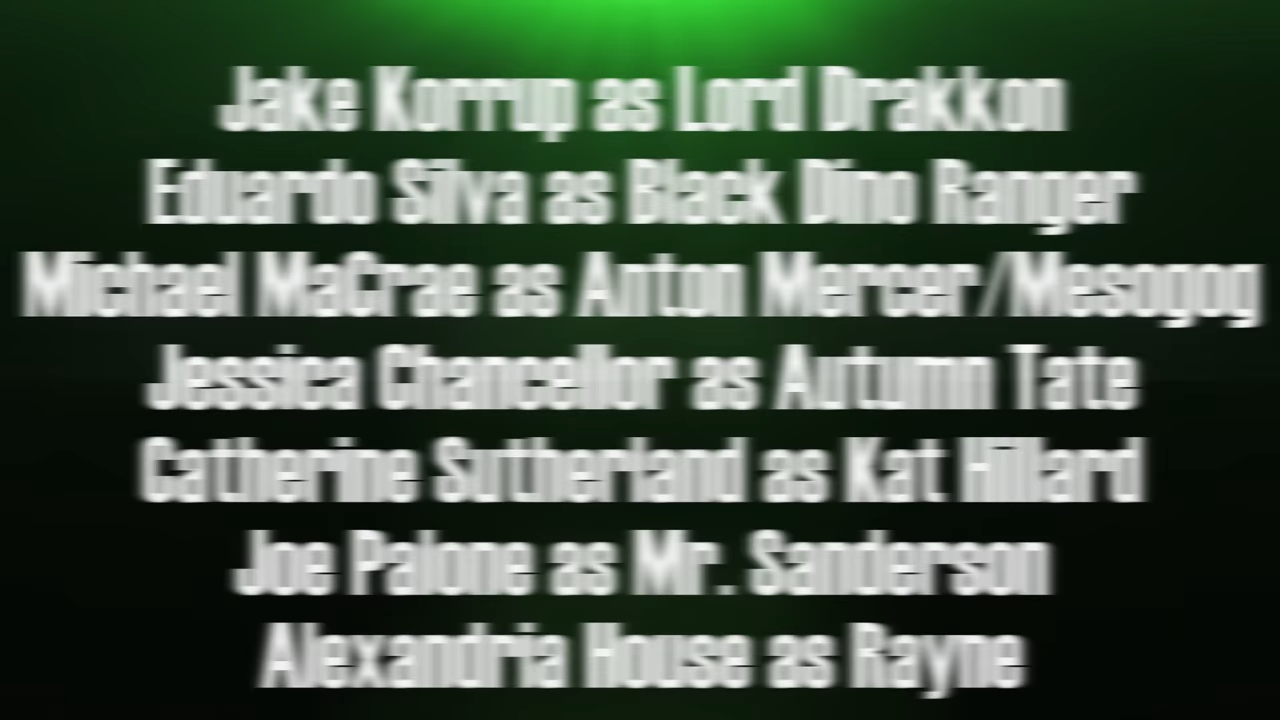 Jake Korrup as Lord Drakkon
Eduardo Silva as Black Dino Ranger
Michael MaCrae as Anton Mercer/Mesogog
Jessica Chancellor as Autumn Tate
Catherine Sutherland as Kat Hillard
Joe Palone as Mr. Sanderson
Alexandria House as Rayne